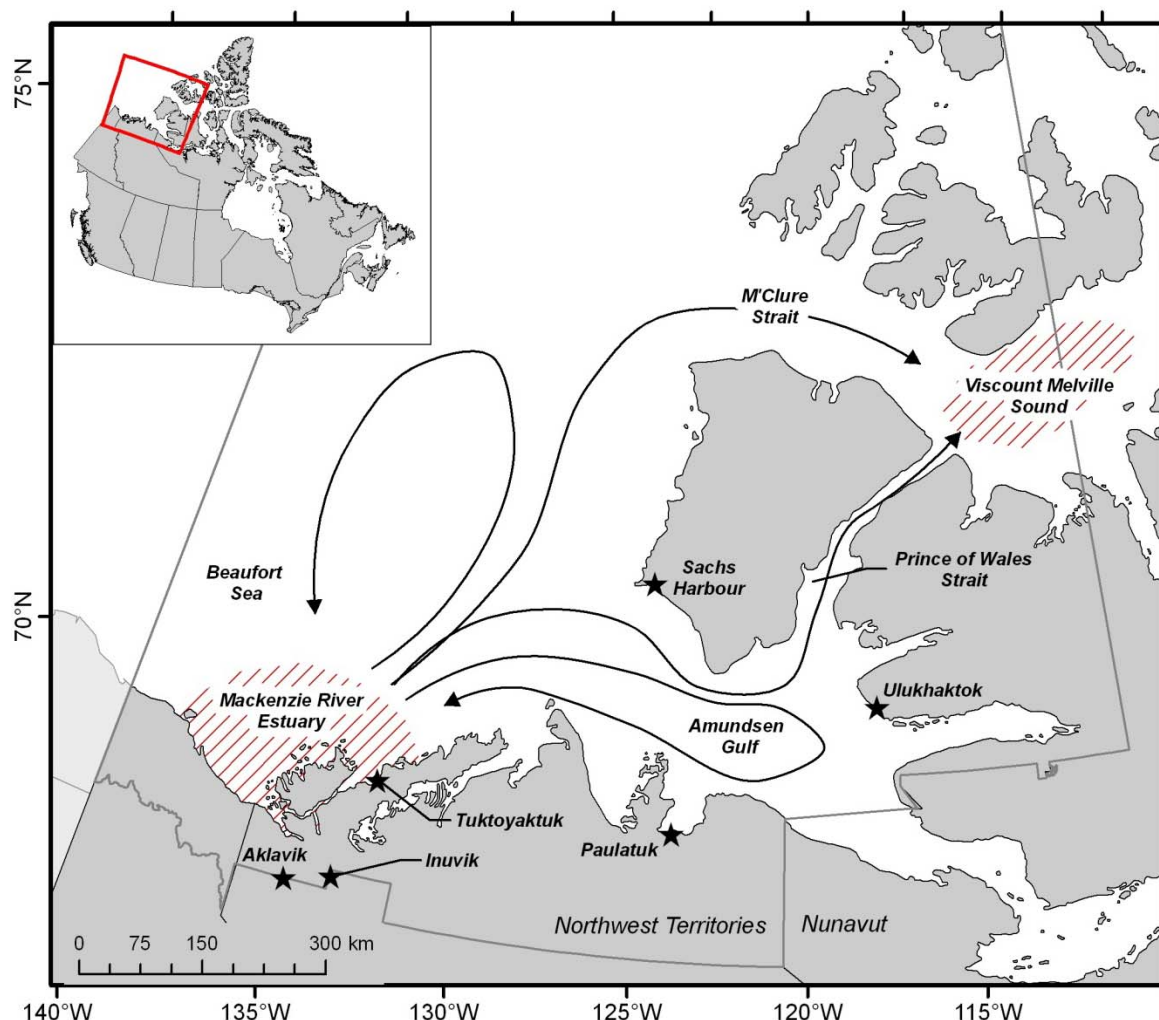 75°N
M'Clure
Strait
Viscount Melville
Sound
Beaufort
Sea
Sachs
Harbour
Prince of Wales
Strait
70°N
Mackenzie River
Estuary
Ulukhaktok
Amundsen
Gulf
Tuktoyaktuk
Paulatuk
Aklavik
Inuvik
Northwest Territories
Nunavut
0 75 150 300 km
140°W 135°W 130°W 125°W 120°W 115°W